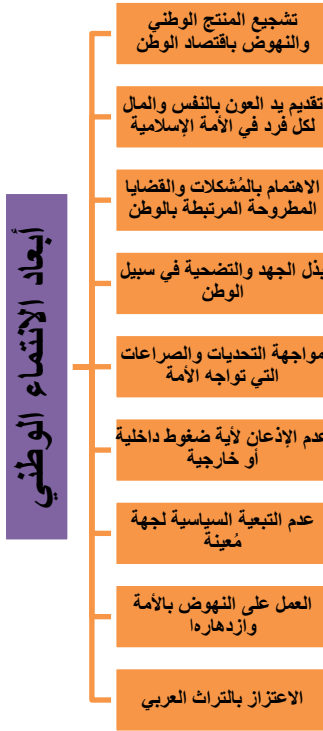 أبعاد الانتماء الوطني
تشجيع المنتج الوطني
والنهوض باقتصاد الوطن
تقديم يد العون بالنفس والمال
لكل فرد في الأمة الإسلامية
الاهتمام بالمُشكلات والقضايا
المطروحة المرتبطة بالوطن
بذل الجهد والتضحية في سبيل
الوطن
مواجهة التحديات والصراعات
التي تواجه الأمة
عدم الإذعان لأية ضغوط داخلية
أو خارجية
عدم التبعية السياسية لجهة
مُعينة
العمل على النهوض بالأمة
وازدهارها
الاعتزاز بالتراث العربي